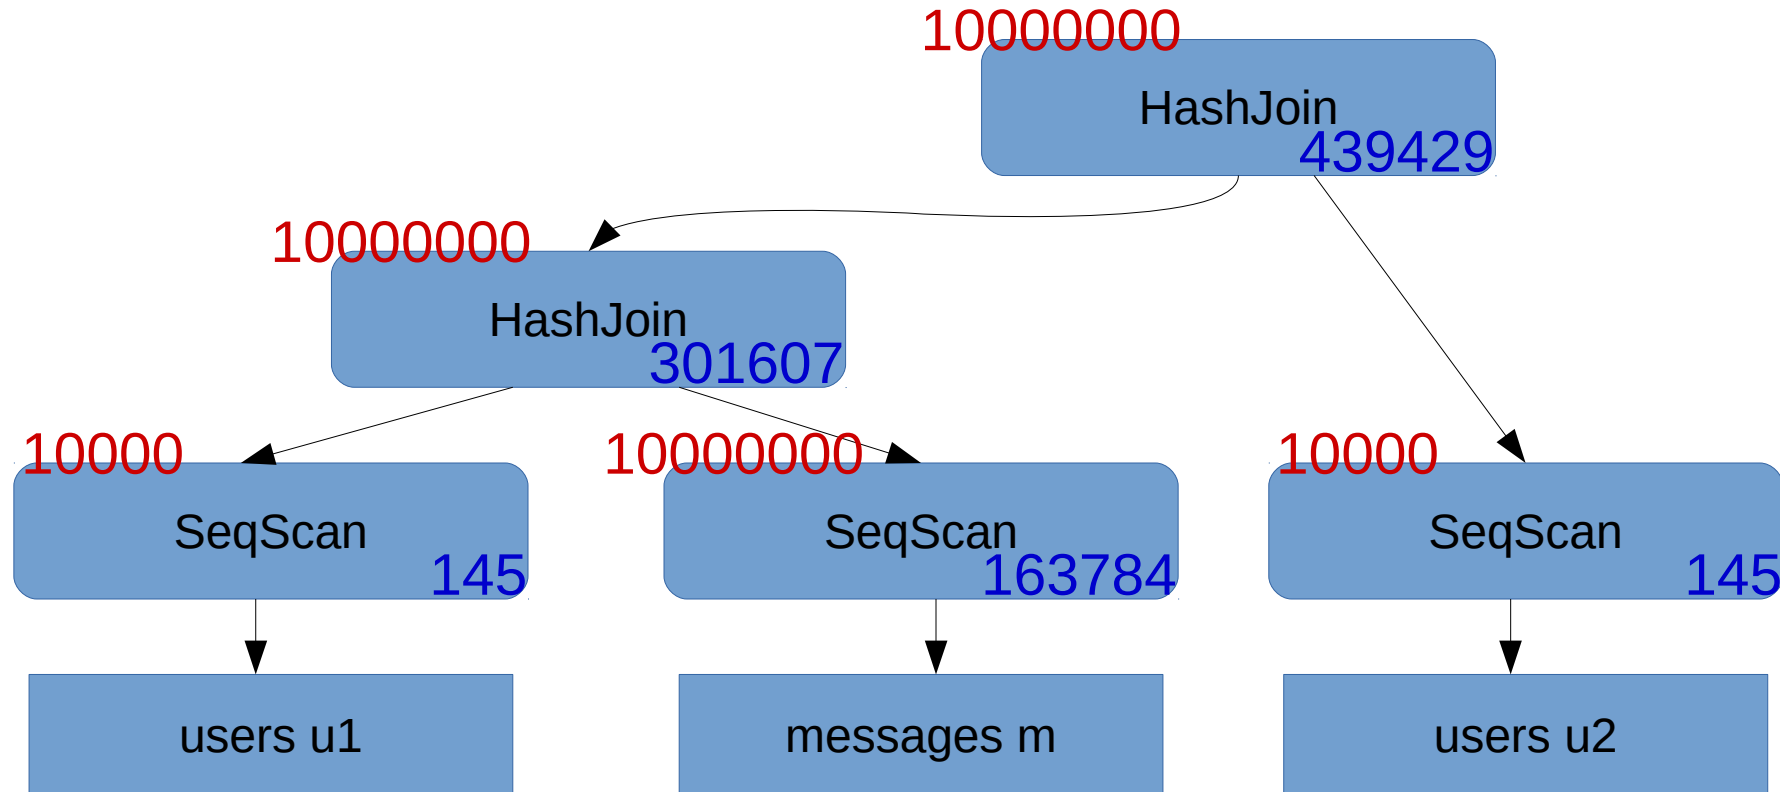 10000000
HashJoin
439429
10000000
HashJoin
301607
10000
SeqScan
145
10000000
SeqScan
163784
10000
SeqScan
145
users u1
messages m
users u2